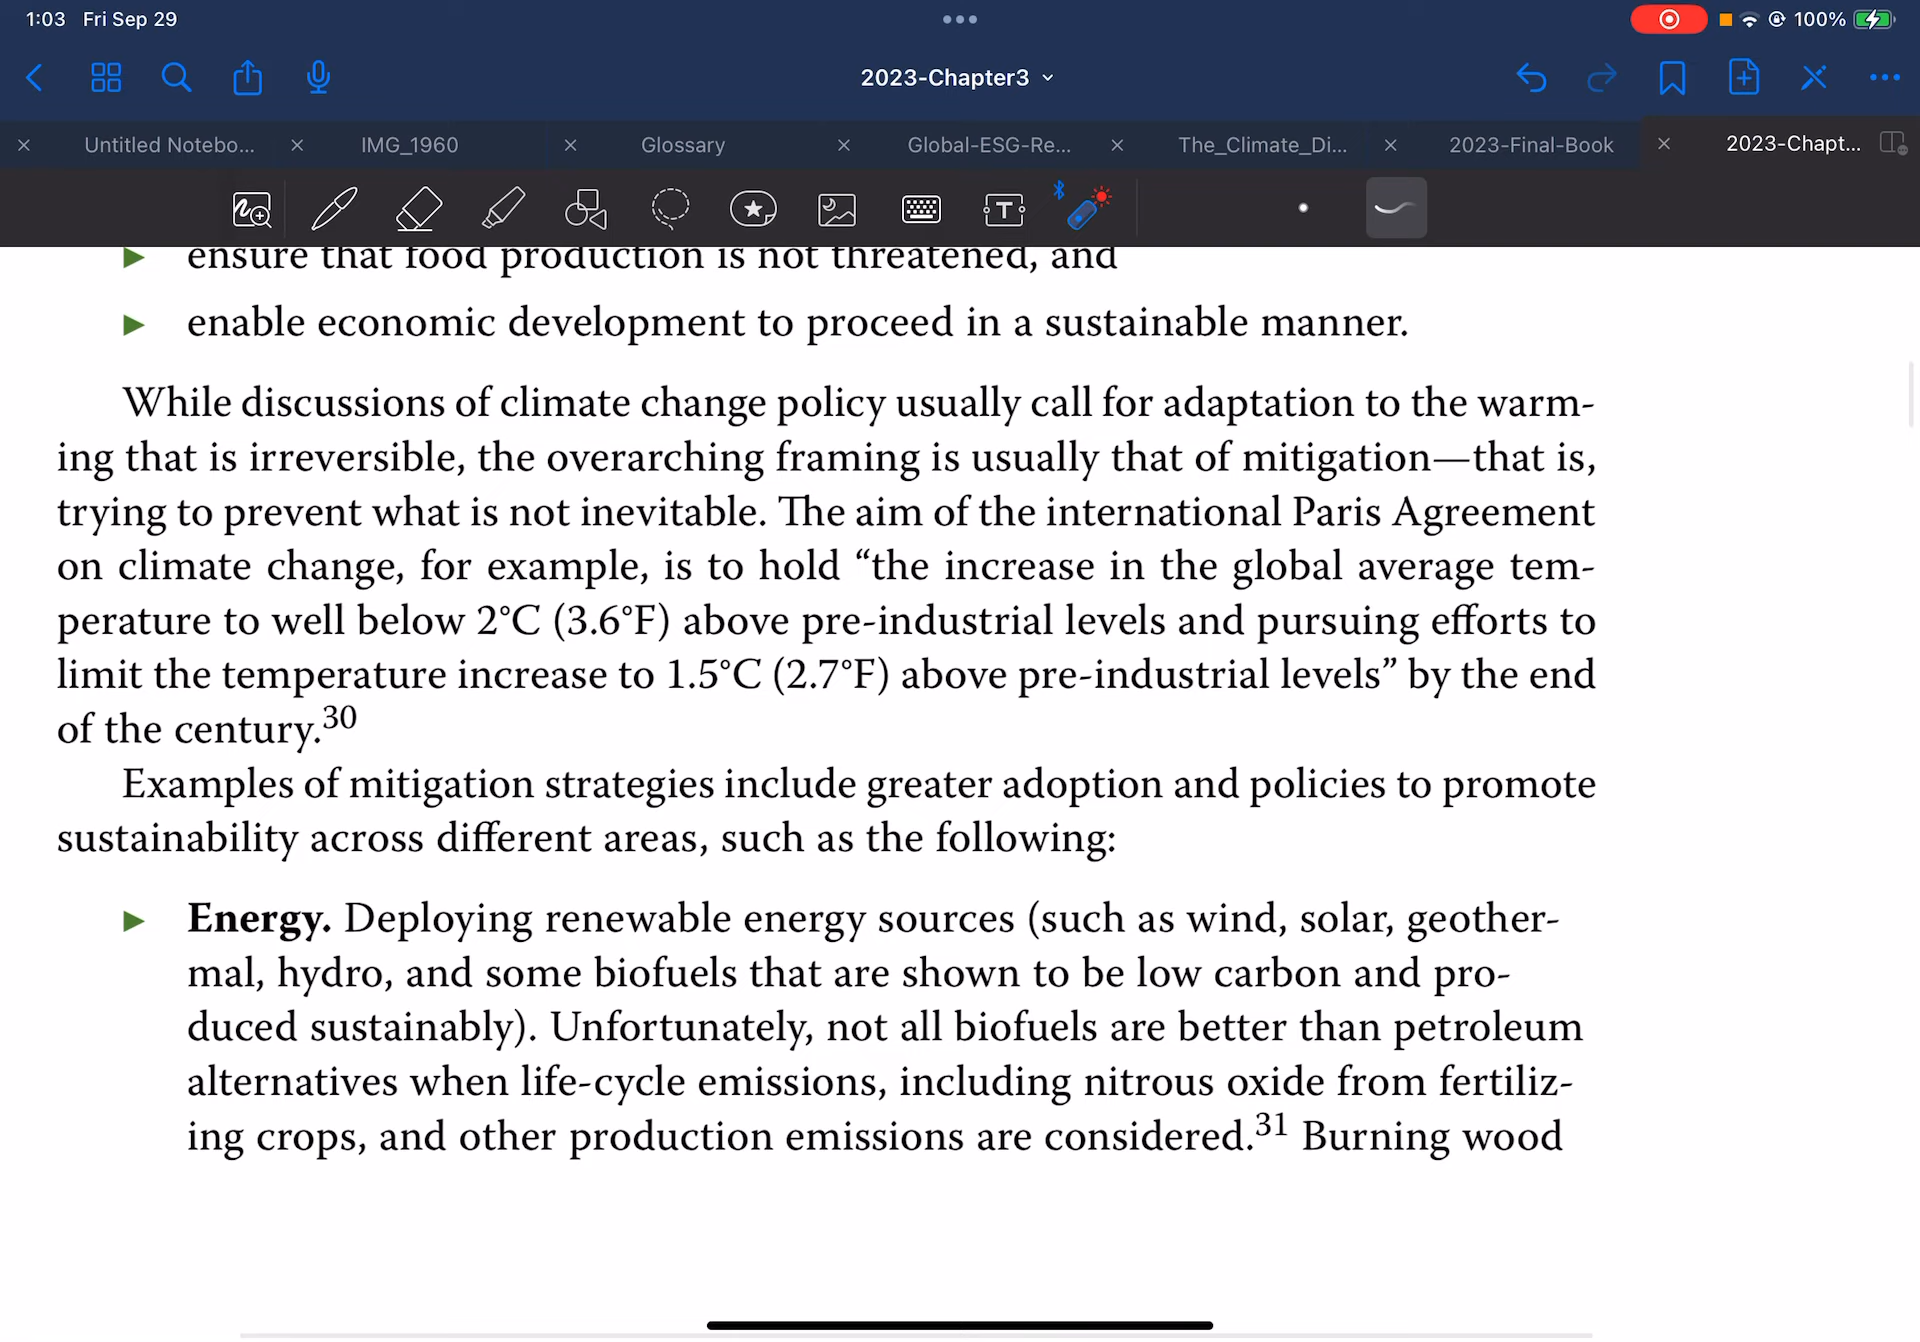 1:03 Fri Sep 29
100%
2023-Chapter3
Untitled Notebo...
IMG_1960
Glossary
Global-ESG-Re...
The_Climate_Di...
2023-Final-Book
2023-Chapt...
ensure that food production is not threatened, and
enable economic development to proceed in a sustainable manner.
While discussions of climate change policy usually call for adaptation to the warm-
ing that is irreversible, the overarching framing is usually that of mitigation—that is,
trying to prevent what is not inevitable. The aim of the international Paris Agreement
on climate change, for example, is to hold “the increase in the global average tem-
perature to well below 2°C (3.6°F) above pre-industrial levels and pursuing efforts to
limit the temperature increase to 1.5°C (2.7°F) above pre-industrial levels” by the end
of the century.30
Examples of mitigation strategies include greater adoption and policies to promote
sustainability across different areas, such as the following:
Energy. Deploying renewable energy sources (such as wind, solar, geother-
mal, hydro, and some biofuels that are shown to be low carbon and pro-
duced sustainably). Unfortunately, not all biofuels are better than petroleum
alternatives when life-cycle emissions, including nitrous oxide from fertiliz-
ing crops, and other production emissions are considered.31 Burning wood